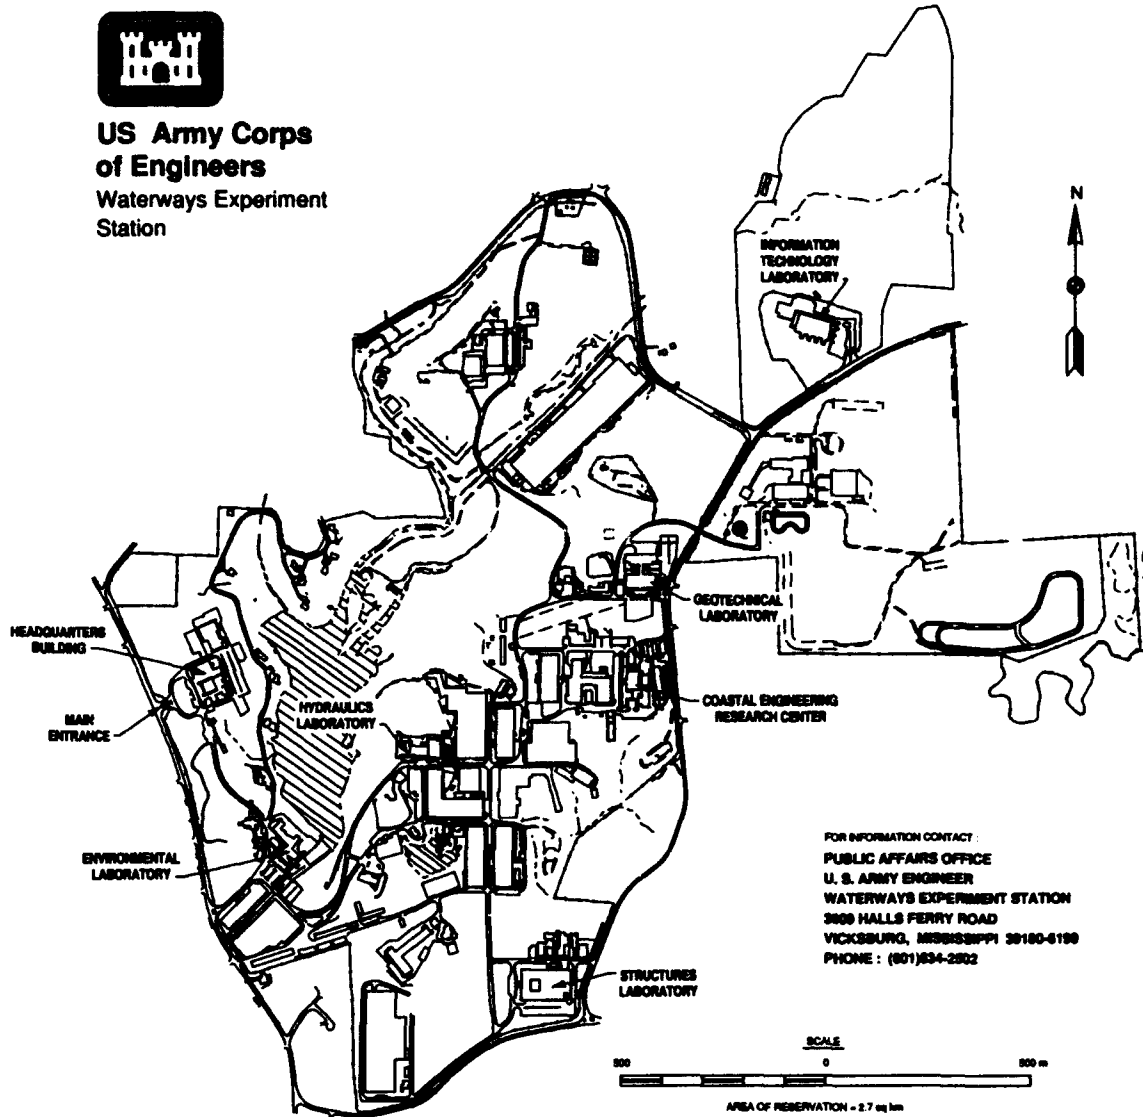 US Army Corps
of Engineers
Waterways Experiment
Station
N
INFORMATION
TECHNOLOGY
LABORATORY
GEOTECHNICAL
LABORATORY
HEADQUARTERS
BUILDING
MAIN
ENTRANCE
HYDRAULICS
LABORATORY
COASTAL ENGINEERING
RESEARCH CENTER
ENVIRONMENTAL
LABORATORY
STRUCTURES
LABORATORY
FOR INFORMATION CONTACT:
PUBLIC AFFAIRS OFFICE
U. S. ARMY ENGINEER
WATERWAYS EXPERIMENT STATION
3909 HALLS FERRY ROAD
VICKSBURG, MISSISSIPPI 39180-6199
PHONE : (601)634-2502
SCALE
500 0 500 m
AREA OF RESERVATION = 2.7 sq km